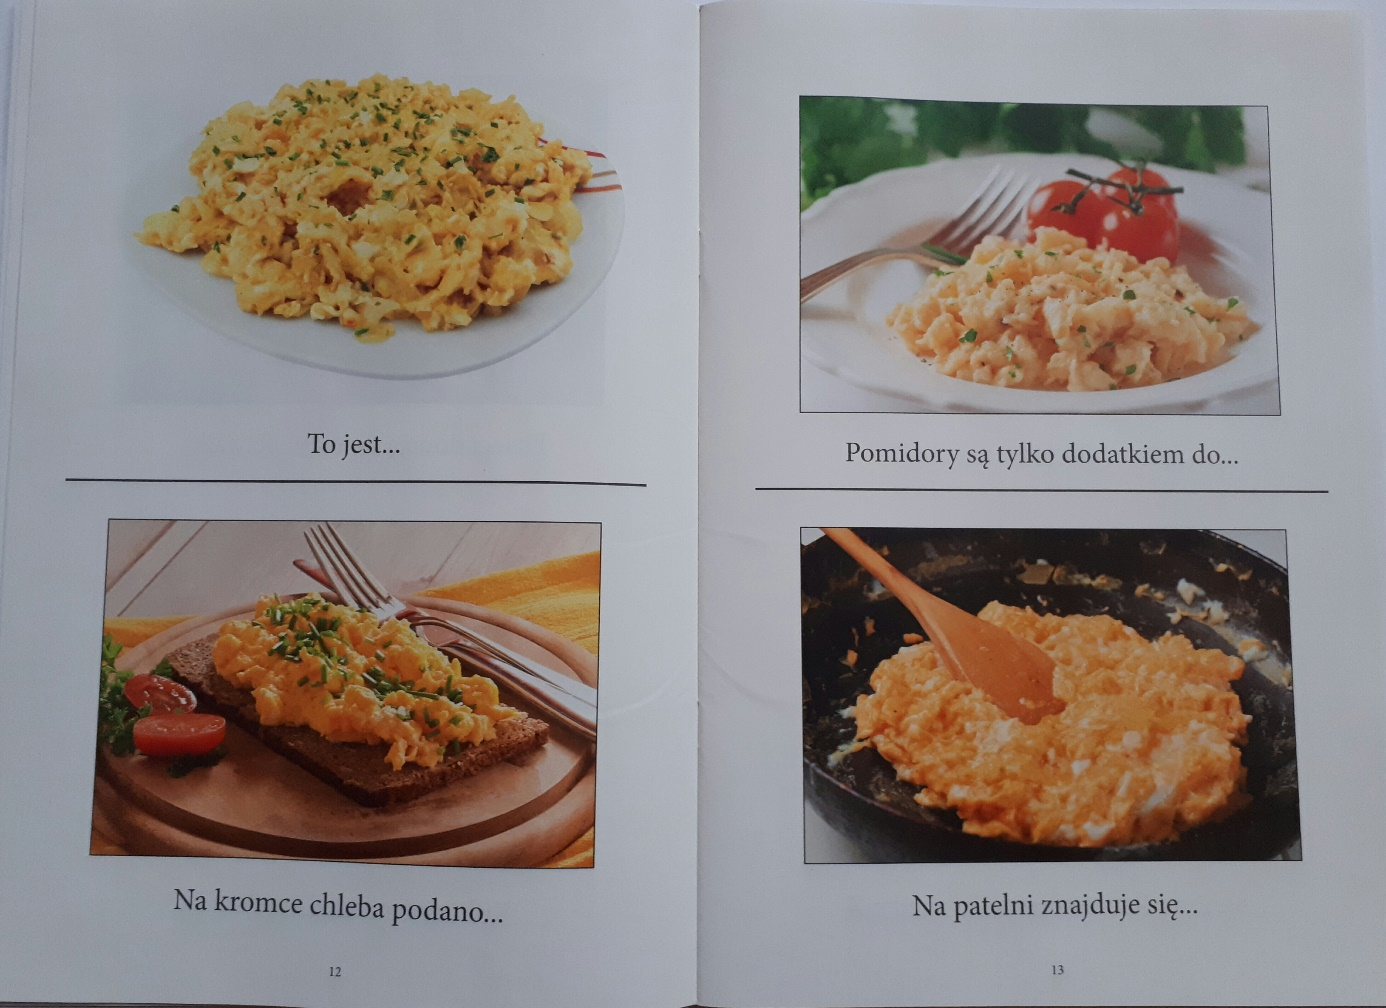 To jest...
Na kromce chleba podano...
12
Pomidory są tylko dodatkiem do...
Na patelni znajduje się...
13